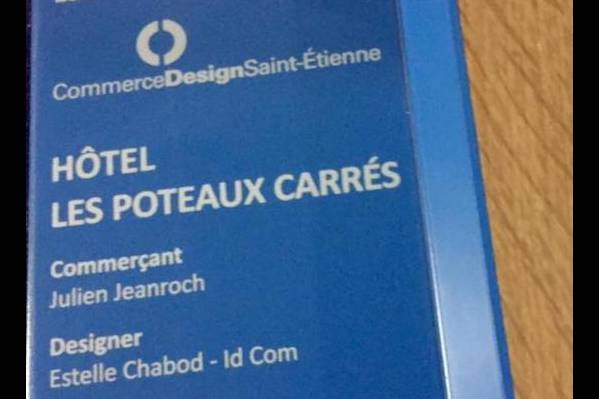 CommerceDesignSaint-Étienne
HÔTEL
LES POTEAUX CARRÉS
Commerçant
Julien Jeanroch
Designer
Estelle Chabod - Id Com